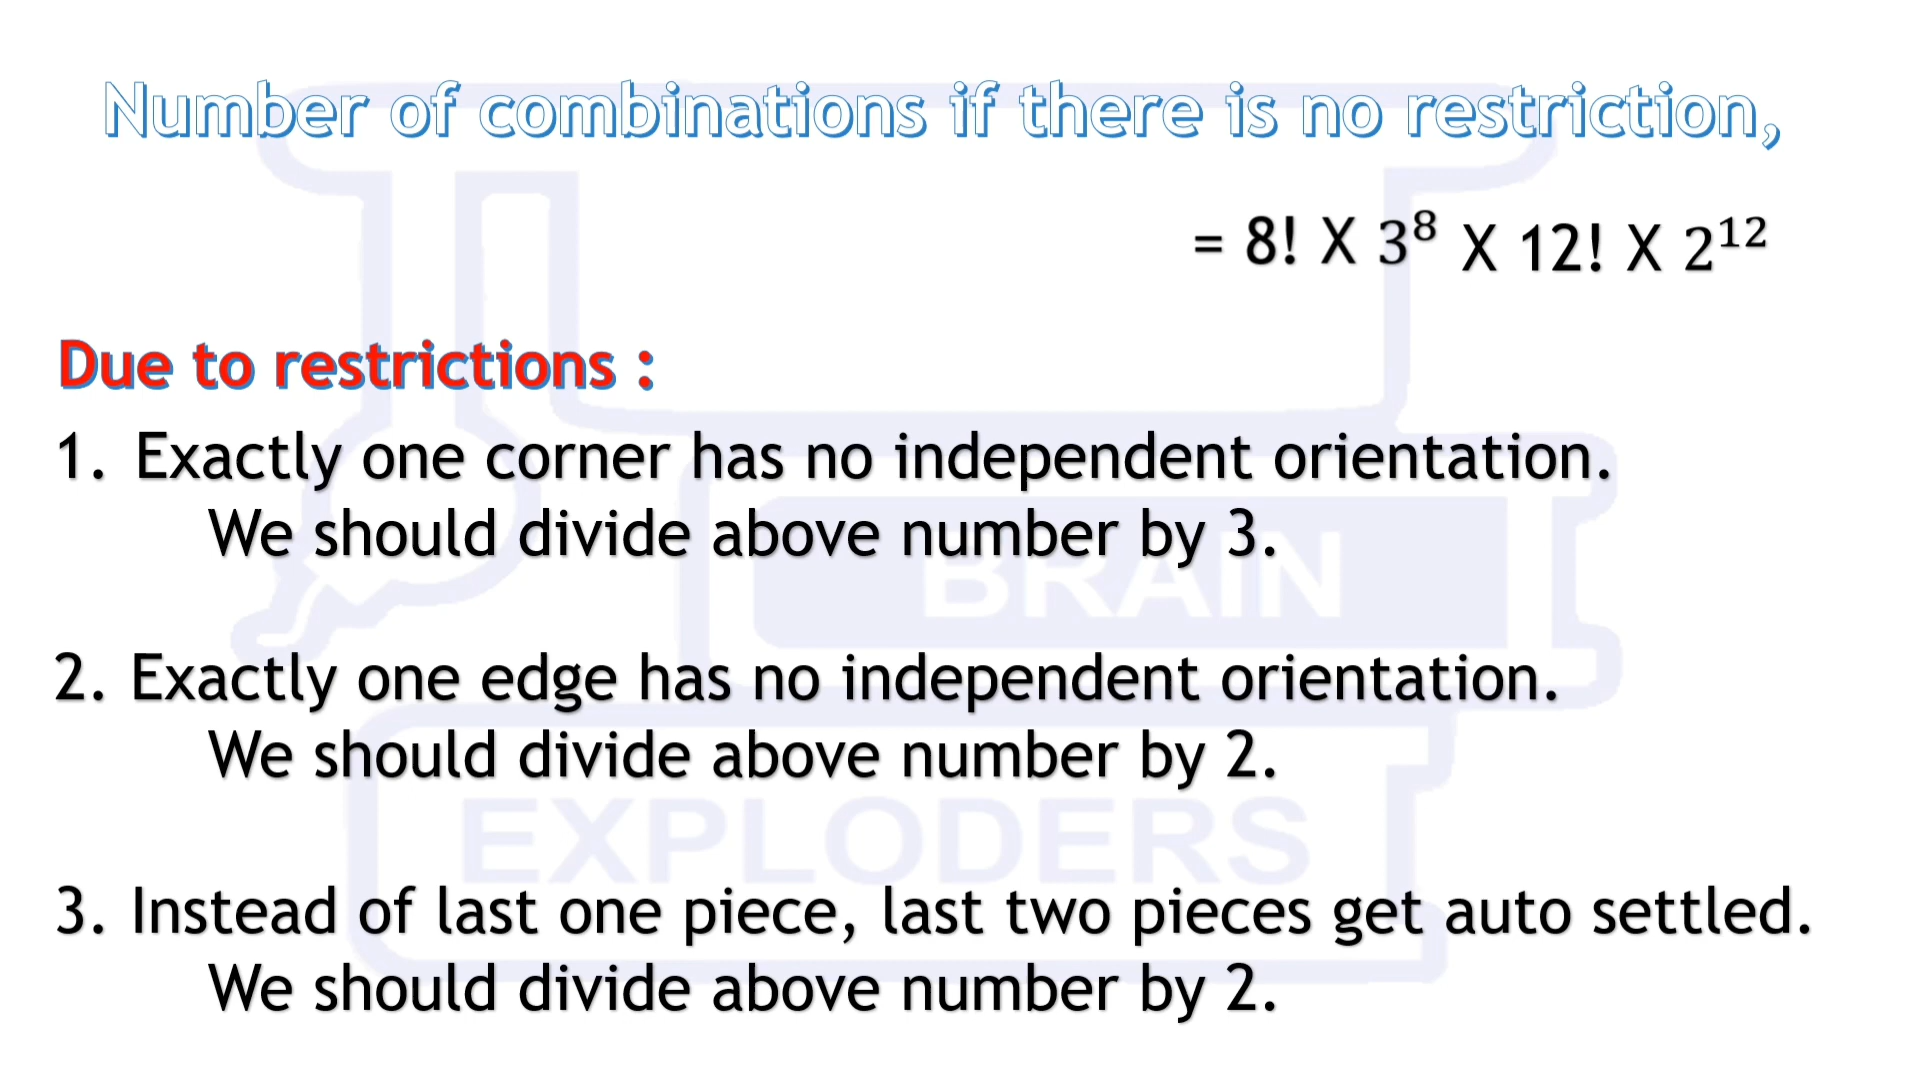 Number of combinations if there is no restriction,
= 8! X 3⁸ X 12! X 2¹²
Due to restrictions :
1. Exactly one corner has no independent orientation.
We should divide above number by 3.
BRAIN
2. Exactly one edge has no independent orientation.
We should divide above number by 2.
EXPLODERS
3. Instead of last one piece, last two pieces get auto settled.
We should divide above number by 2.